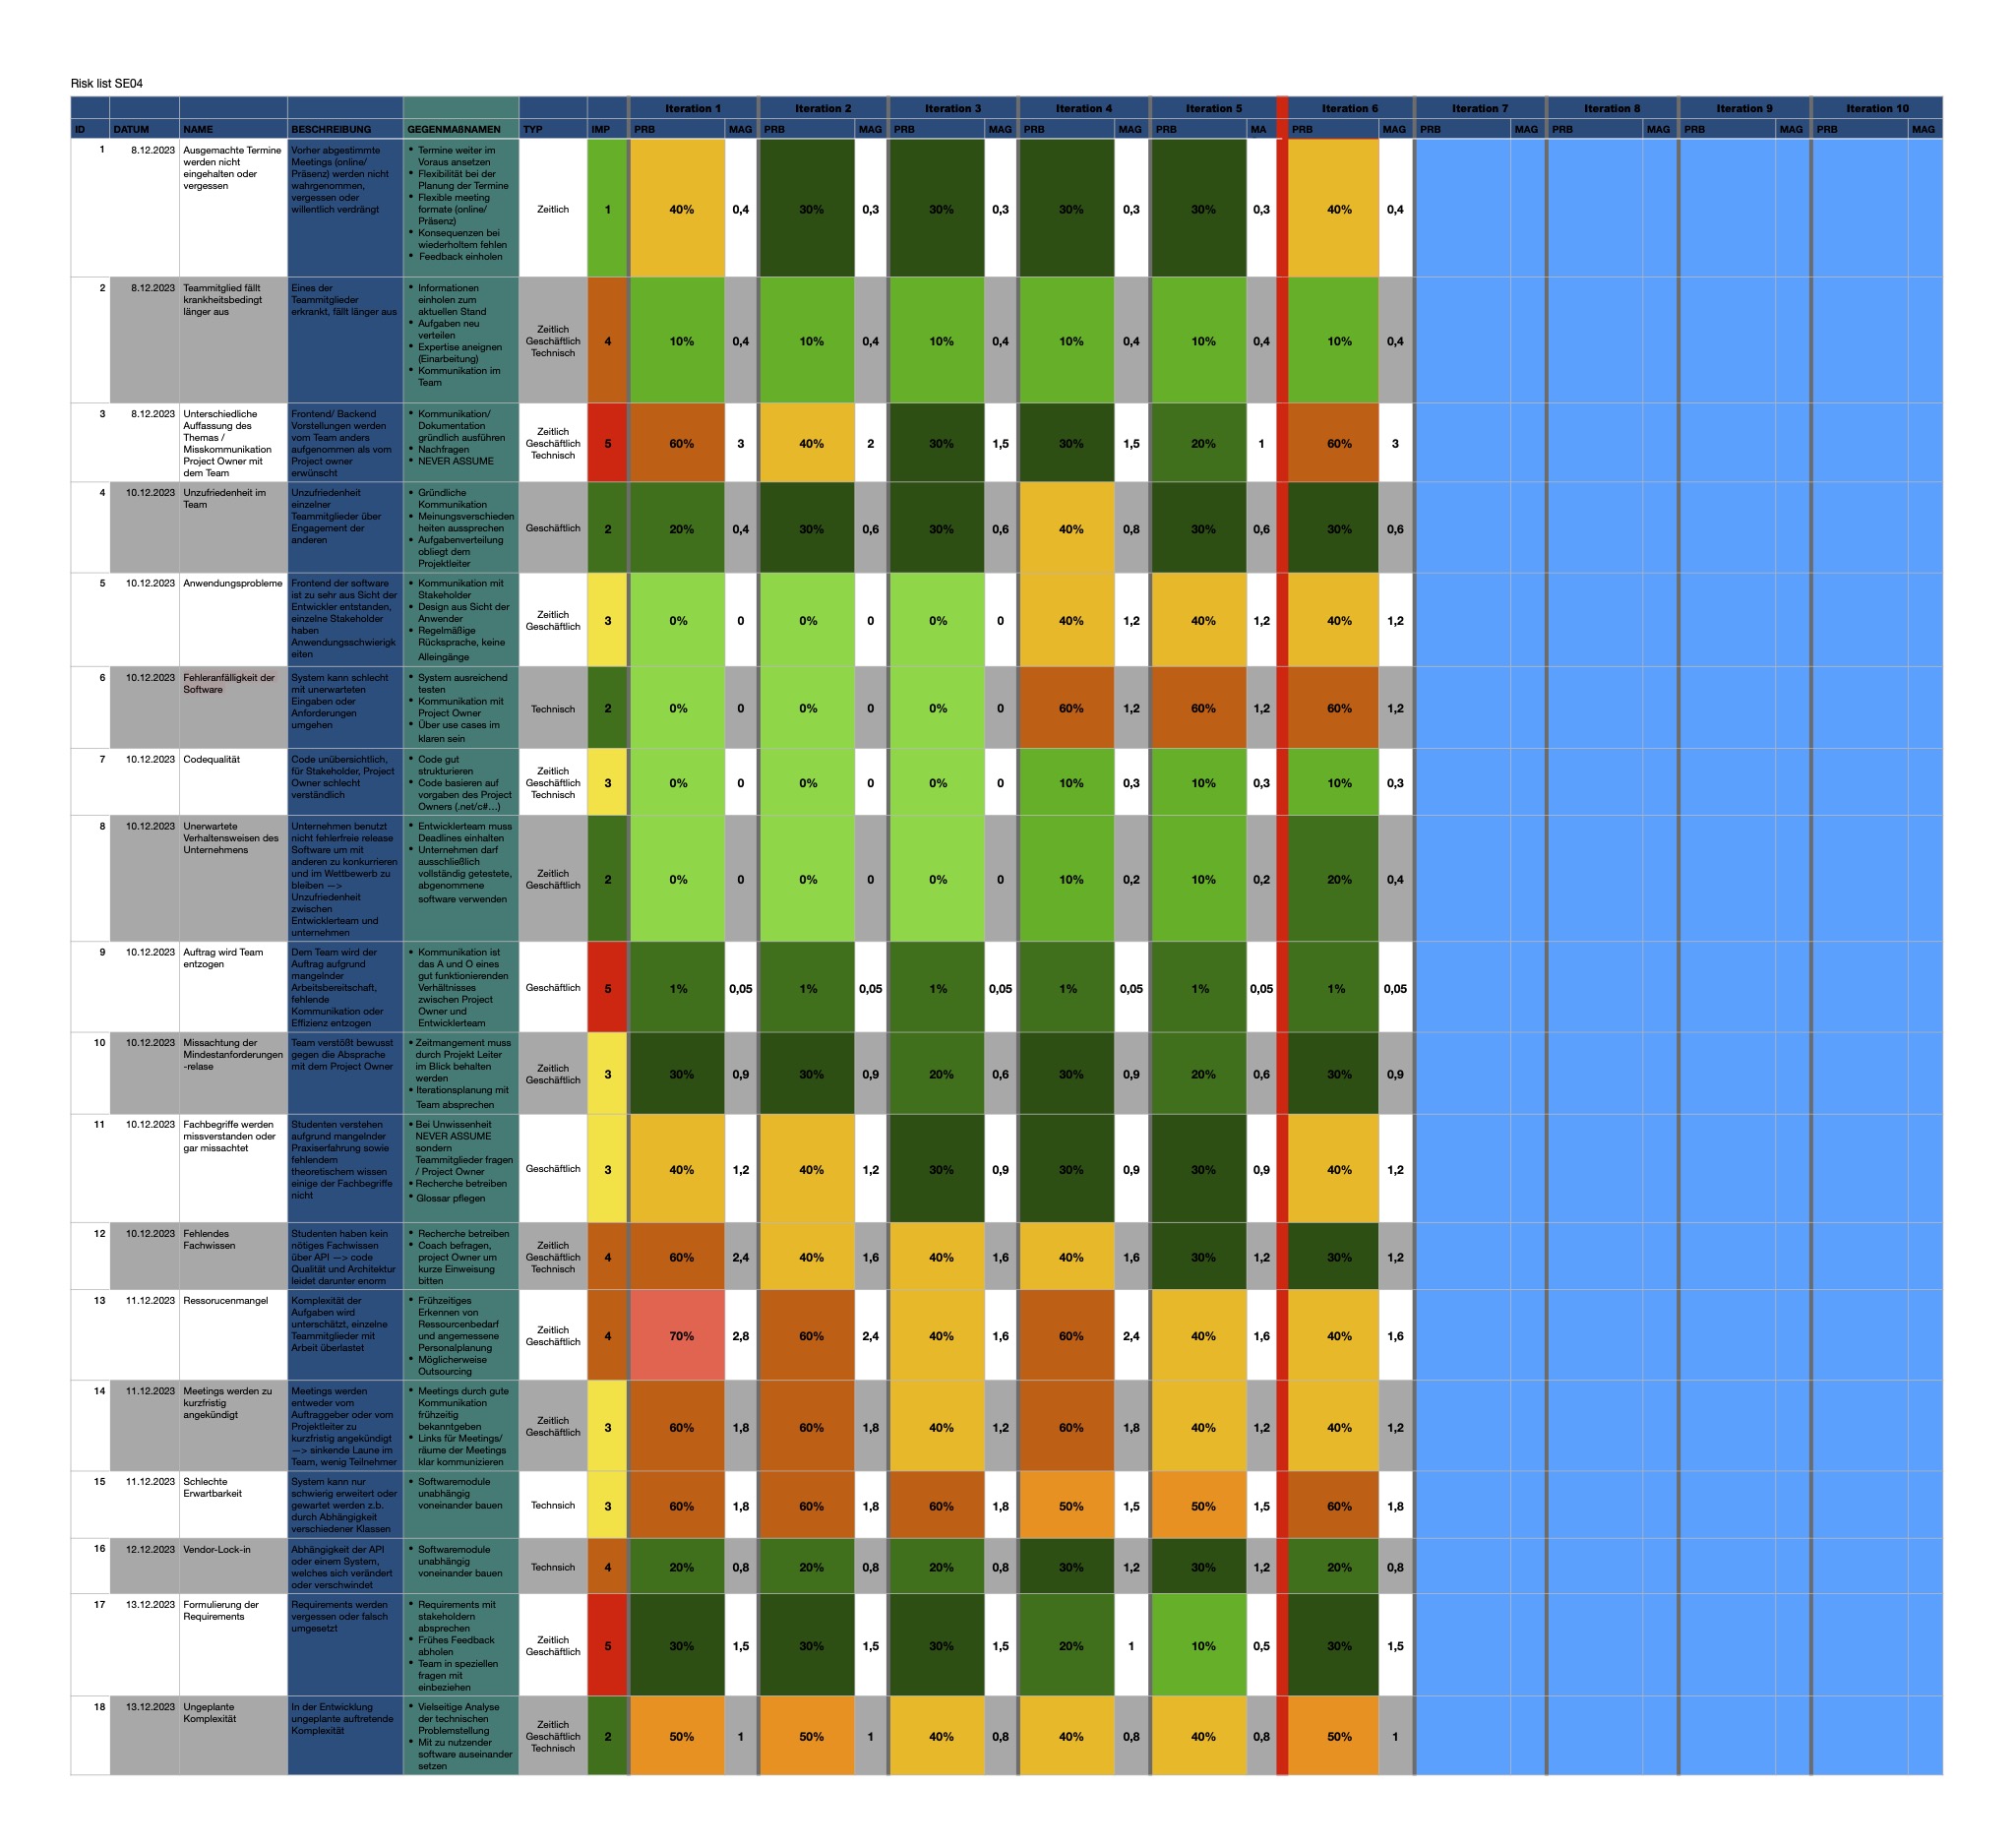 Risk list SE04
Iteration 1 Iteration 2 Iteration 3 Iteration 4 Iteration 5 Iteration 6 Iteration 7 Iteration 8 Iteration 9 Iteration 10
ID DATUM NAME BESCHREIBUNG GEGENMAßNAMEN TYP IMP PRB MAG PRB MAG PRB MAG PRB MAG PRB MA PRB MAG PRB MAG PRB MAG PRB MAG PRB MAG
1 8.12.2023
Ausgemachte Termine
werden nicht
eingehalten oder
vergessen
Vorher abgestimmte
Meetings (online/
Präsenz) werden nicht
wahrgenommen,
vergessen oder
willentlich verdrängt
• Termine weiter im
Voraus ansetzen
• Flexibilität bei der
Planung der Termine
• Flexible meeting
formate (online/
Präsenz)
• Konsequenzen bei
wiederholtem fehlen
• Feedback einholen
Zeitlich
1 40% 0,4 30% 0,3 30% 0,3 30% 0,3 30% 0,3 40% 0,4
2 8.12.2023
Teammitglied fällt
krankheitsbedingt
länger aus
Eines der
Teammitglieder
erkrankt, fällt länger aus
• Informationen
einholen zum
aktuellen Stand
• Aufgaben neu
verteilen
• Expertise aneignen
(Einarbeitung)
• Kommunikation im
Team
Zeitlich
Geschäftlich
Technisch
4 10% 0,4 10% 0,4 10% 0,4 10% 0,4 10% 0,4 10% 0,4
3 8.12.2023
Unterschiedliche
Auffassung des
Themas /
Misskommunikation
Project Owner mit
dem Team
Frontend/ Backend
Vorstellungen werden
vom Team anders
aufgenommen als vom
Project owner
erwünscht
• Kommunikation/
Dokumentation
gründlich ausführen
• Nachfragen
• NEVER ASSUME
Zeitlich
Geschäftlich
Technisch
5 60% 3 40% 2 30% 1,5 30% 1,5 20% 1 60% 3
4 10.12.2023
Unzufriedenheit im
Team
Unzufriedenheit
einzelner
Teammitglieder über
Engagement der
anderen
• Gründliche
Kommunikation
• Meinungsverschieden
heiten aussprechen
• Aufgabenverteilung
obliegt dem
Projektleiter
Geschäftlich
2 20% 0,4 30% 0,6 30% 0,6 40% 0,8 30% 0,6 30% 0,6
5 10.12.2023
Anwendungsprobleme
Frontend der software
ist zu sehr aus Sicht der
Entwickler entstanden,
einzelne Stakeholder
haben
Anwendungsschwierigk
eiten
• Kommunikation mit
Stakeholder
• Design aus Sicht der
Anwender
• Regelmäßige
Rücksprache, keine
Alleingänge
Zeitlich
Geschäftlich
3 0% 0 0% 0 0% 0 40% 1,2 40% 1,2 40% 1,2
6 10.12.2023
Fehleranfälligkeit der
Software
System kann schlecht
mit unerwarteten
Eingaben oder
Anforderungen
umgehen
• System ausreichend
testen
• Kommunikation mit
Project Owner
• Über use cases im
klaren sein
Technisch
2 0% 0 0% 0 0% 0 60% 1,2 60% 1,2 60% 1,2
7 10.12.2023
Codequalität
Code unübersichtlich,
für Stakeholder, Project
Owner schlecht
verständlich
• Code gut
strukturieren
• Code basieren auf
vorgaben des Project
Owners (.net/c#…)
Zeitlich
Geschäftlich
Technisch
3 0% 0 0% 0 0% 0 10% 0,3 10% 0,3 10% 0,3
8 10.12.2023
Unerwartete
Verhaltensweisen des
Unternehmens
Unternehmen benutzt
nicht fehlerfreie release
Software um mit
anderen zu konkurrieren
und im Wettbewerb zu
bleiben —>
Unzufriedenheit
zwischen
Entwicklerteam und
unternehmen
• Entwicklerteam muss
Deadlines einhalten
• Unternehmen darf
ausschließlich
vollständig getestete,
abgenommene
software verwenden
Zeitlich
Geschäftlich
2 0% 0 0% 0 0% 0 10% 0,2 10% 0,2 20% 0,4
9 10.12.2023
Auftrag wird Team
entzogen
Dem Team wird der
Auftrag aufgrund
mangelnder
Arbeitsbereitschaft,
fehlende
Kommunikation oder
Effizienz entzogen
• Kommunikation ist
das A und O eines
gut funktionierenden
Verhältnisses
zwischen Project
Owner und
Entwicklerteam
Geschäftlich
5 1% 0,05 1% 0,05 1% 0,05 1% 0,05 1% 0,05 1% 0,05
10 10.12.2023
Missachtung der
Mindestanforderungen
-relase
Team verstößt bewusst
gegen die Absprache
mit dem Project Owner
• Zeitmangement muss
durch Projekt Leiter
im Blick behalten
werden
• Iterationsplanung mit
Team absprechen
Zeitlich
Geschäftlich
3 30% 0,9 30% 0,9 20% 0,6 30% 0,9 20% 0,6 30% 0,9
11 10.12.2023
Fachbegriffe werden
missverstanden oder
gar missachtet
Studenten verstehen
aufgrund mangelnder
Praxiserfahrung sowie
fehlendem
theoretischem wissen
einige der Fachbegriffe
nicht
• Bei Unwissenheit
NEVER ASSUME
sondern
Teammitglieder fragen
/ Project Owner
• Recherche betreiben
• Glossar pflegen
Geschäftlich
3 40% 1,2 40% 1,2 30% 0,9 30% 0,9 30% 0,9 40% 1,2
12 10.12.2023
Fehlendes
Fachwissen
Studenten haben kein
nötiges Fachwissen
über API —> code
Qualität und Architektur
leidet darunter enorm
• Recherche betreiben
• Coach befragen,
project Owner um
kurze Einweisung
bitten
Zeitlich
Geschäftlich
Technisch
4 60% 2,4 40% 1,6 40% 1,6 40% 1,6 30% 1,2 30% 1,2
13 11.12.2023
Ressorucenmangel
Komplexität der
Aufgaben wird
unterschätzt, einzelne
Teammitglieder mit
Arbeit überlastet
• Frühzeitiges
Erkennen von
Ressourcenbedarf
und angemessene
Personalplanung
• Möglicherweise
Outsourcing
Zeitlich
Geschäftlich
4 70% 2,8 60% 2,4 40% 1,6 60% 2,4 40% 1,6 40% 1,6
14 11.12.2023
Meetings werden zu
kurzfristig
angekündigt
Meetings werden
entweder vom
Auftraggeber oder vom
Projektleiter zu
kurzfristig angekündigt
—> sinkende Laune im
Team, wenig Teilnehmer
• Meetings durch gute
Kommunikation
frühzeitig
bekanntgeben
• Links für Meetings/
räume der Meetings
klar kommunizieren
Zeitlich
Geschäftlich
3 60% 1,8 60% 1,8 40% 1,2 60% 1,8 40% 1,2 40% 1,2
15 11.12.2023
Schlechte
Erwartbarkeit
System kann nur
schwierig erweitert oder
gewartet werden z.b.
durch Abhängigkeit
verschiedener Klassen
• Softwaremodule
unabhängig
voneinander bauen
Technsich
3 60% 1,8 60% 1,8 60% 1,8 50% 1,5 50% 1,5 60% 1,8
16 12.12.2023
Vendor-Lock-in
Abhängigkeit der API
oder einem System,
welches sich verändert
oder verschwindet
• Softwaremodule
unabhängig
voneinander bauen
Technsich
4 20% 0,8 20% 0,8 20% 0,8 30% 1,2 30% 1,2 20% 0,8
17 13.12.2023
Formulierung der
Requirements
Requirements werden
vergessen oder falsch
umgesetzt
• Requirements mit
stakeholdern
absprechen
• Frühes Feedback
abholen
• Team in speziellen
fragen mit
einbeziehen
Zeitlich
Geschäftlich
5 30% 1,5 30% 1,5 30% 1,5 20% 1 10% 0,5 30% 1,5
18 13.12.2023
Ungeplante
Komplexität
In der Entwicklung
ungeplante auftretende
Komplexität
• Vielseitige Analyse
der technischen
Problemstellung
• Mit zu nutzender
software auseinander
setzen
Zeitlich
Geschäftlich
Technisch
2 50% 1 50% 1 40% 0,8 40% 0,8 40% 0,8 50% 1